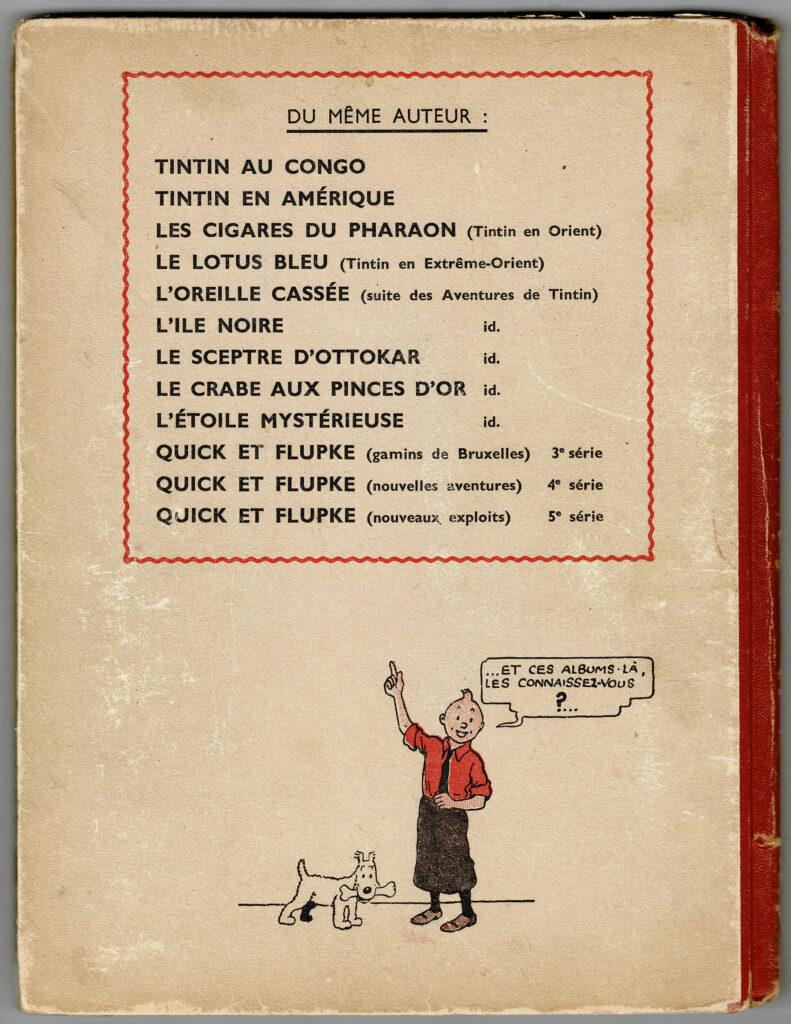 DU MÊME AUTEUR :
TINTIN AU CONGO
TINTIN EN AMÉRIQUE
LES CIGARES DU PHARAON (Tintin en Orient)
LE LOTUS BLEU (Tintin en Extrême-Orient)
L'OREILLE CASSÉE (suite des Aventures de Tintin)
L'ILE NOIRE id.
LE SCEPTRE D'OTTOKAR id.
LE CRABE AUX PINCES D'OR id.
L'ÉTOILE MYSTÉRIEUSE id.
QUICK ET FLUPKE (gamins de Bruxelles) 3e série
QUICK ET FLUPKE (nouvelles aventures) 4e série
QUICK ET FLUPKE (nouveaux exploits) 5e série
...ET CES ALBUMS-LÀ,
LES CONNAISSEZ-VOUS
?...